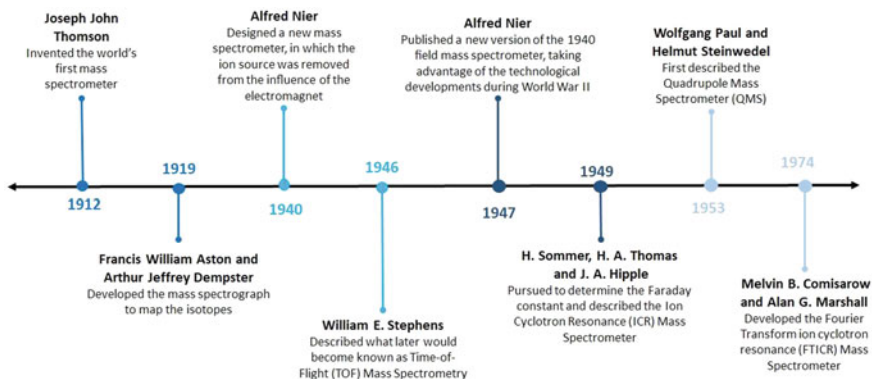 Joseph John
Thomson
Invented the world's
first mass
spectrometer
1912
1919
Francis William Aston and
Arthur Jeffrey Dempster
Developed the mass spectrograph
to map the isotopes
Alfred Nier
Designed a new mass
spectrometer, in which the
ion source was removed
from the influence of the
electromagnet
1940
1946
William E. Stephens
Described what later would
become known as Time-of-
Flight (TOF) Mass Spectrometry
Alfred Nier
Published a new version of the 1940
field mass spectrometer, taking
advantage of the technological
developments during World War II
1947
1949
H. Sommer, H. A. Thomas
and J. A. Hipple
Pursued to determine the Faraday
constant and described the Ion
Cyclotron Resonance (ICR) Mass
Spectrometer
Wolfgang Paul and
Helmut Steinwedel
First described the
Quadrupole Mass
Spectrometer (QMS)
1953
1974
Melvin B. Comisarow
and Alan G. Marshall
Developed the Fourier
Transform ion cyclotron
resonance (FTICR) Mass
Spectrometer